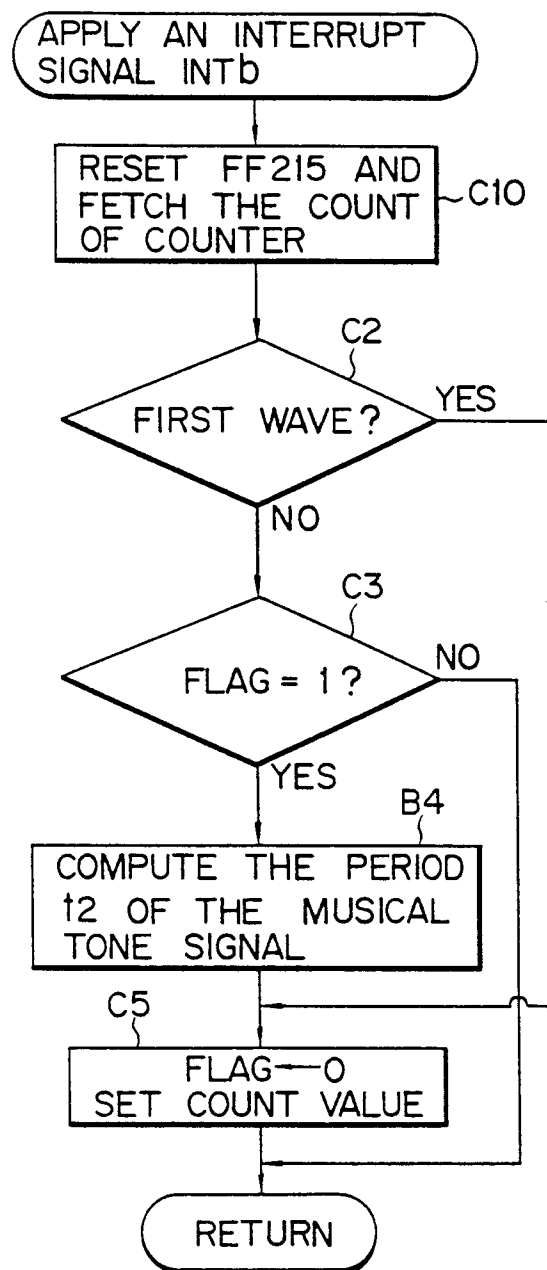 APPLY AN INTERRUPT
SIGNAL INTb
RESET FF215 AND
FETCH THE COUNT
OF COUNTER
C10
C2
FIRST WAVE?
YES
NO
C3
FLAG = 1?
NO
YES
B4
COMPUTE THE PERIOD
t2 OF THE MUSICAL
TONE SIGNAL
C5
FLAG←0
SET COUNT VALUE
RETURN